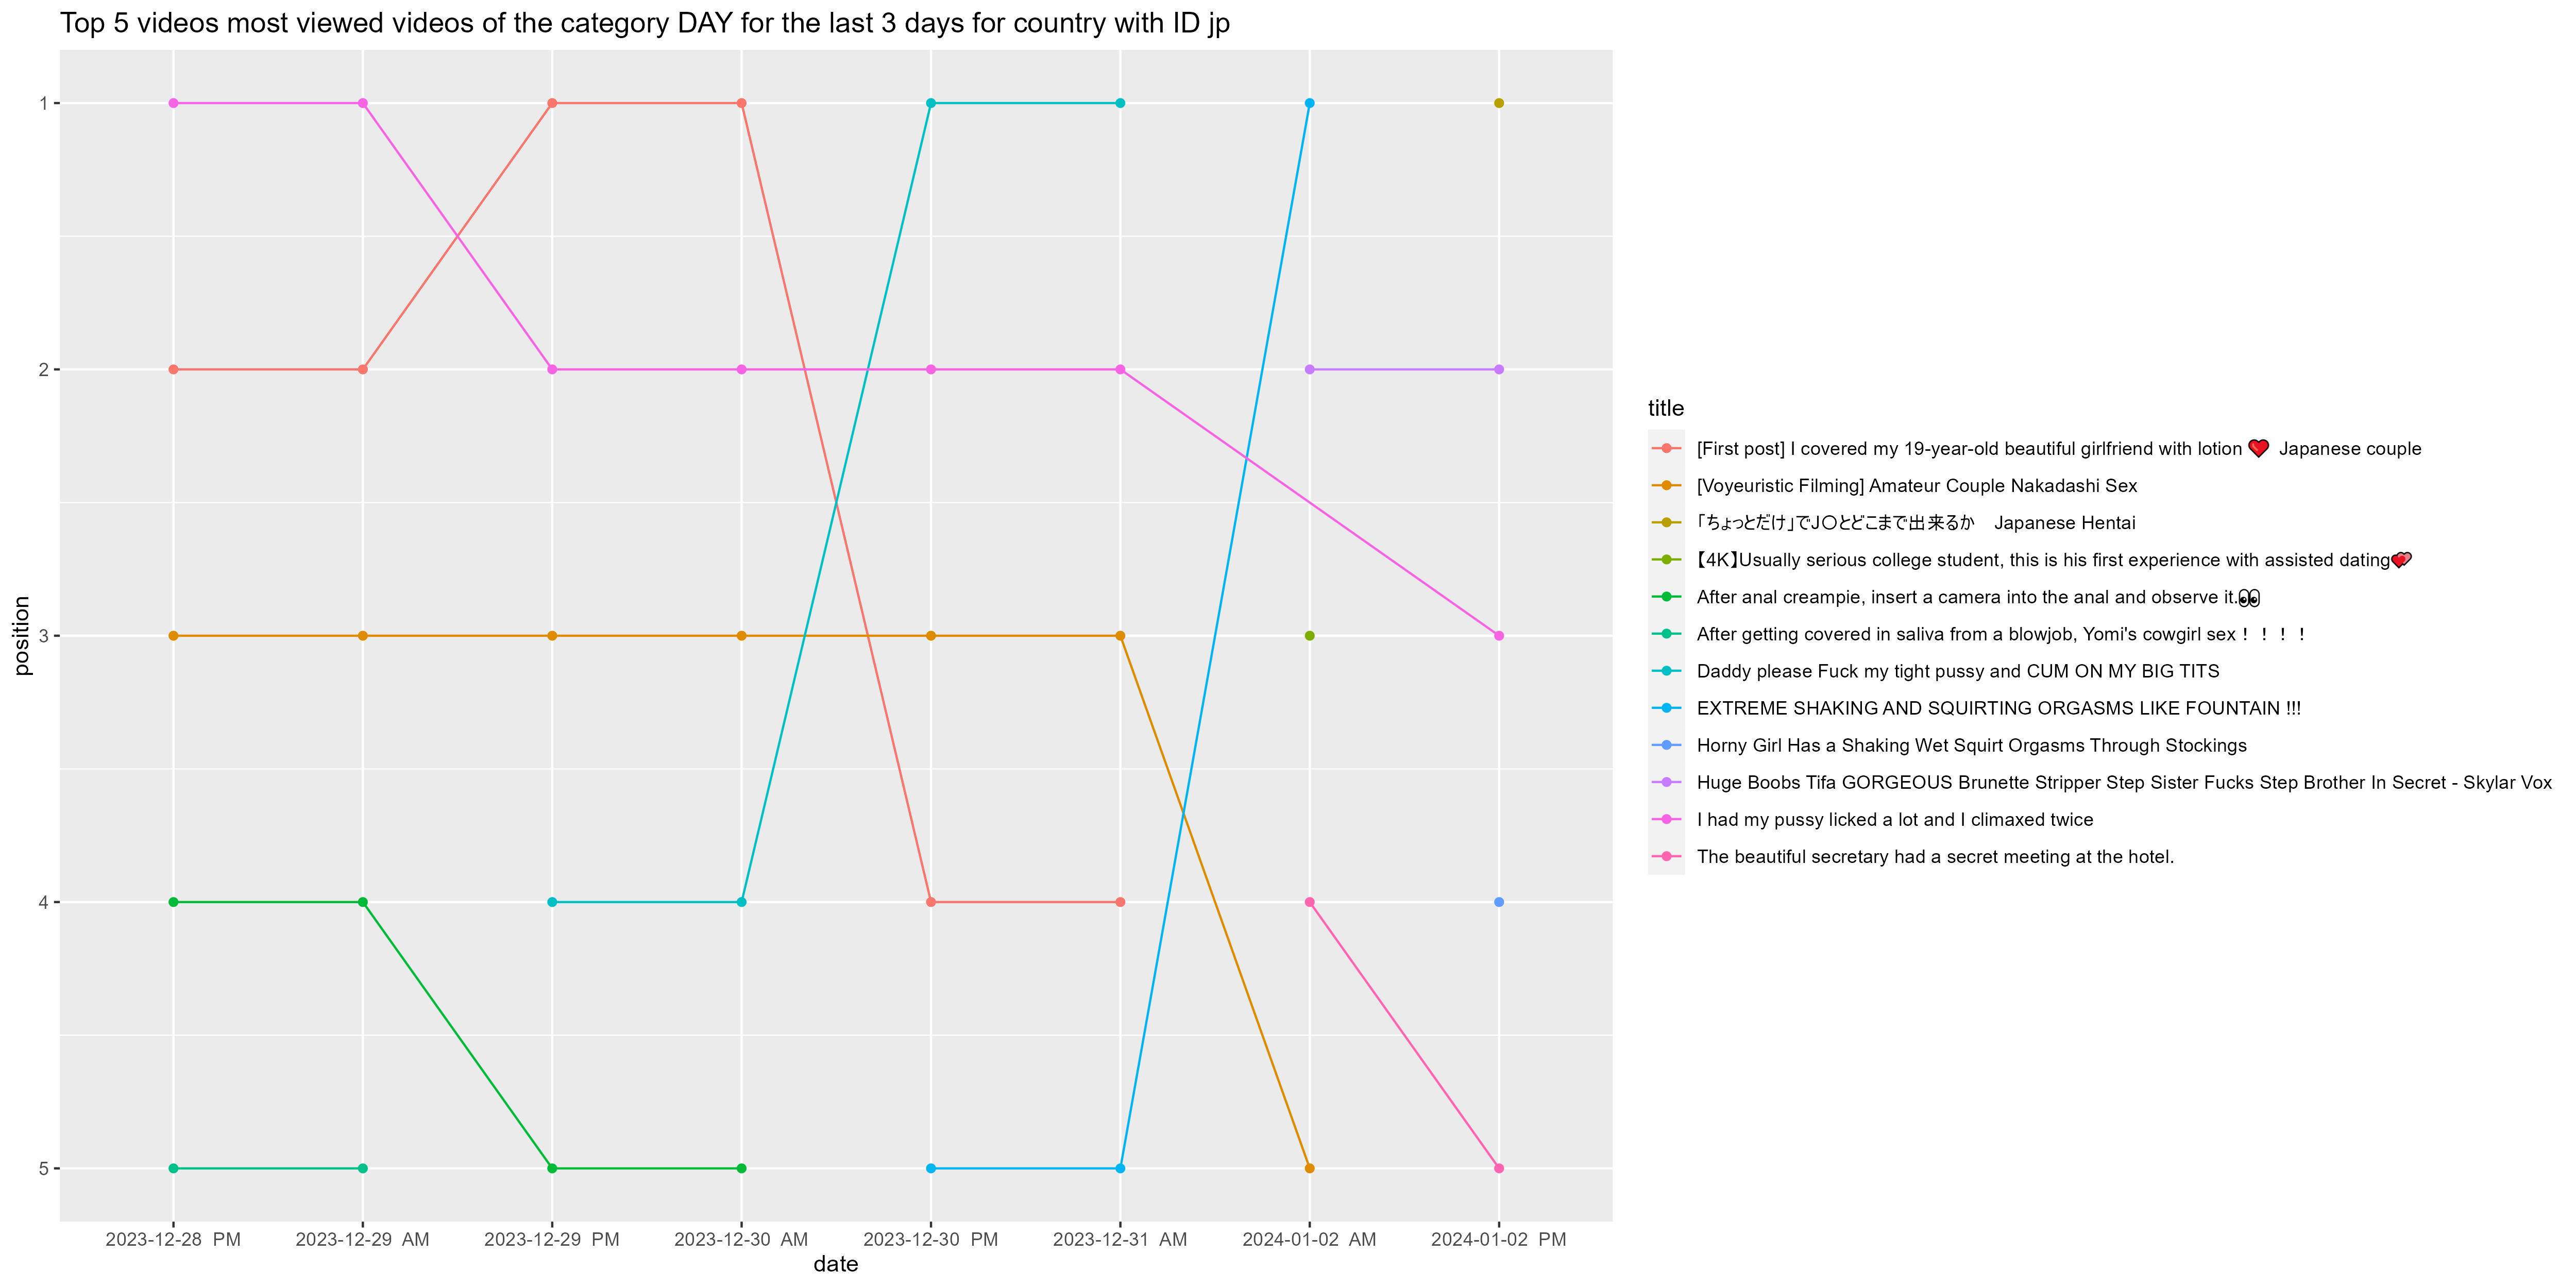 Top 5 videos most viewed videos of the category DAY for the last 3 days for country with ID jp
1
2
3
4
5
position
2023-12-28 PM
2023-12-29 AM
2023-12-29 PM
2023-12-30 AM
2023-12-30 PM
2023-12-31 AM
2024-01-02 AM
2024-01-02 PM
date
title
[First post] I covered my 19-year-old beautiful girlfriend with lotion ❤️ Japanese couple
[Voyeuristic Filming] Amateur Couple Nakadashi Sex
「ちょっとだけ」でJ〇とどこまで出来るか　Japanese Hentai
【4K】Usually serious college student, this is his first experience with assisted dating💕
After anal creampie, insert a camera into the anal and observe it.👀
After getting covered in saliva from a blowjob, Yomi's cowgirl sex！！！！
Daddy please Fuck my tight pussy and CUM ON MY BIG TITS
EXTREME SHAKING AND SQUIRTING ORGASMS LIKE FOUNTAIN !!!
Horny Girl Has a Shaking Wet Squirt Orgasms Through Stockings
Huge Boobs Tifa GORGEOUS Brunette Stripper Step Sister Fucks Step Brother In Secret - Skylar Vox
I had my pussy licked a lot and I climaxed twice
The beautiful secretary had a secret meeting at the hotel.